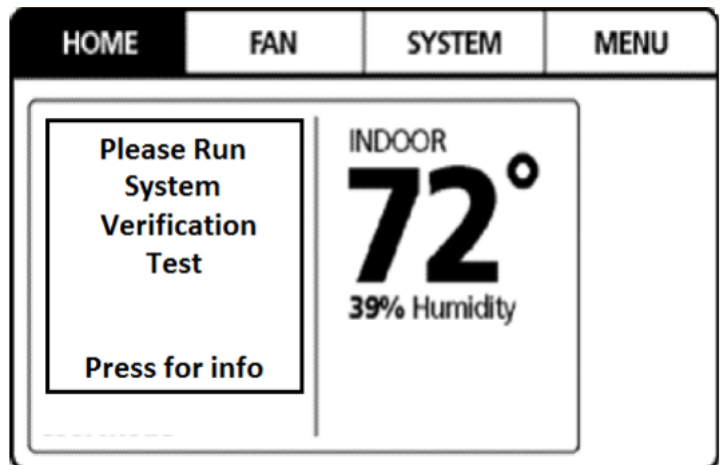 HOME FAN SYSTEM MENU
Please Run
System
Verification
Test
Press for info
INDOOR
72°
39% Humidity